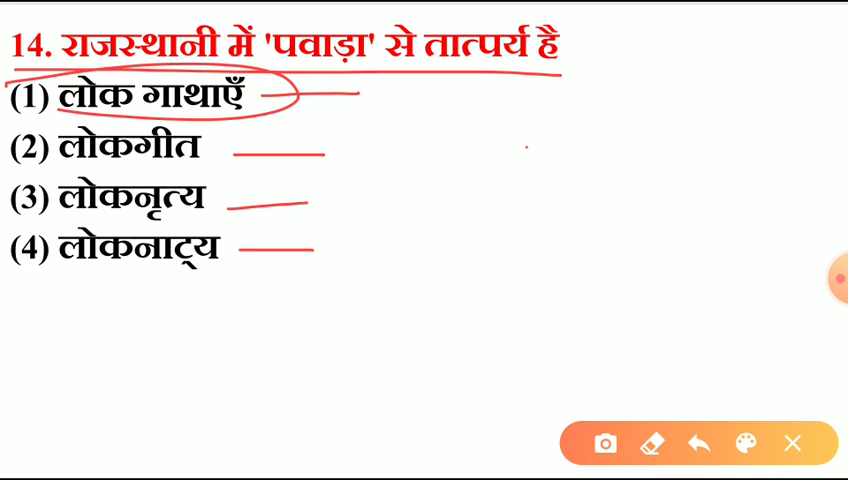 14. राजस्थानी में 'पवाड़ा' से तात्पर्य है
(1) लोक गाथाएँ
(2) लोकगीत
(3) लोकनृत्य
(4) लोकनाट्य